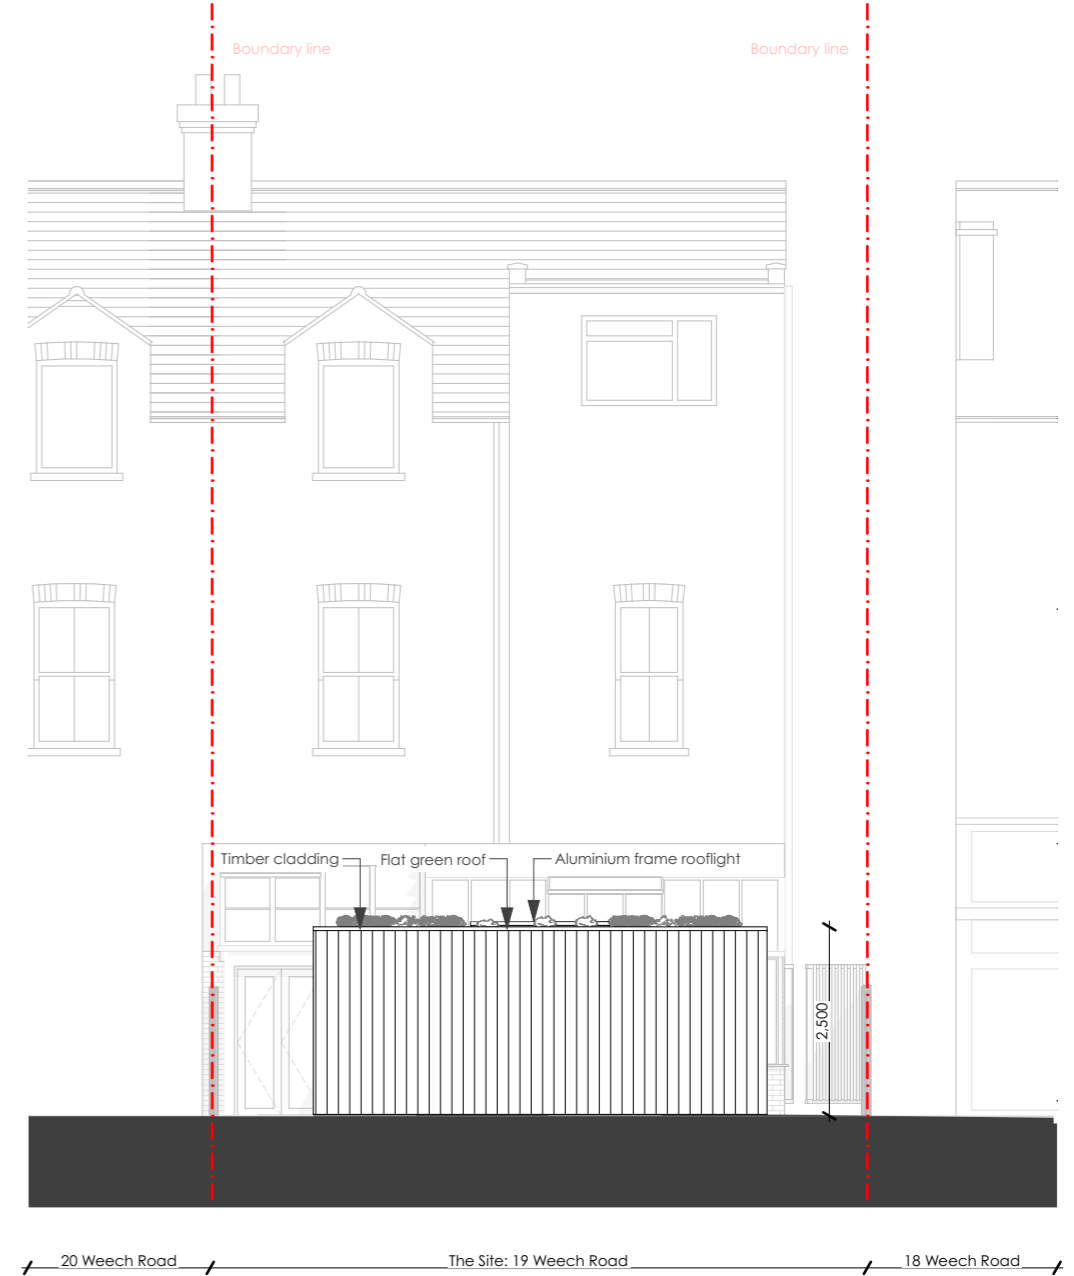 Boundary line
Boundary line
Timber cladding
Flat green roof
Aluminium frame rooflight
2,500
20 Weech Road
The Site: 19 Weech Road
18 Weech Road